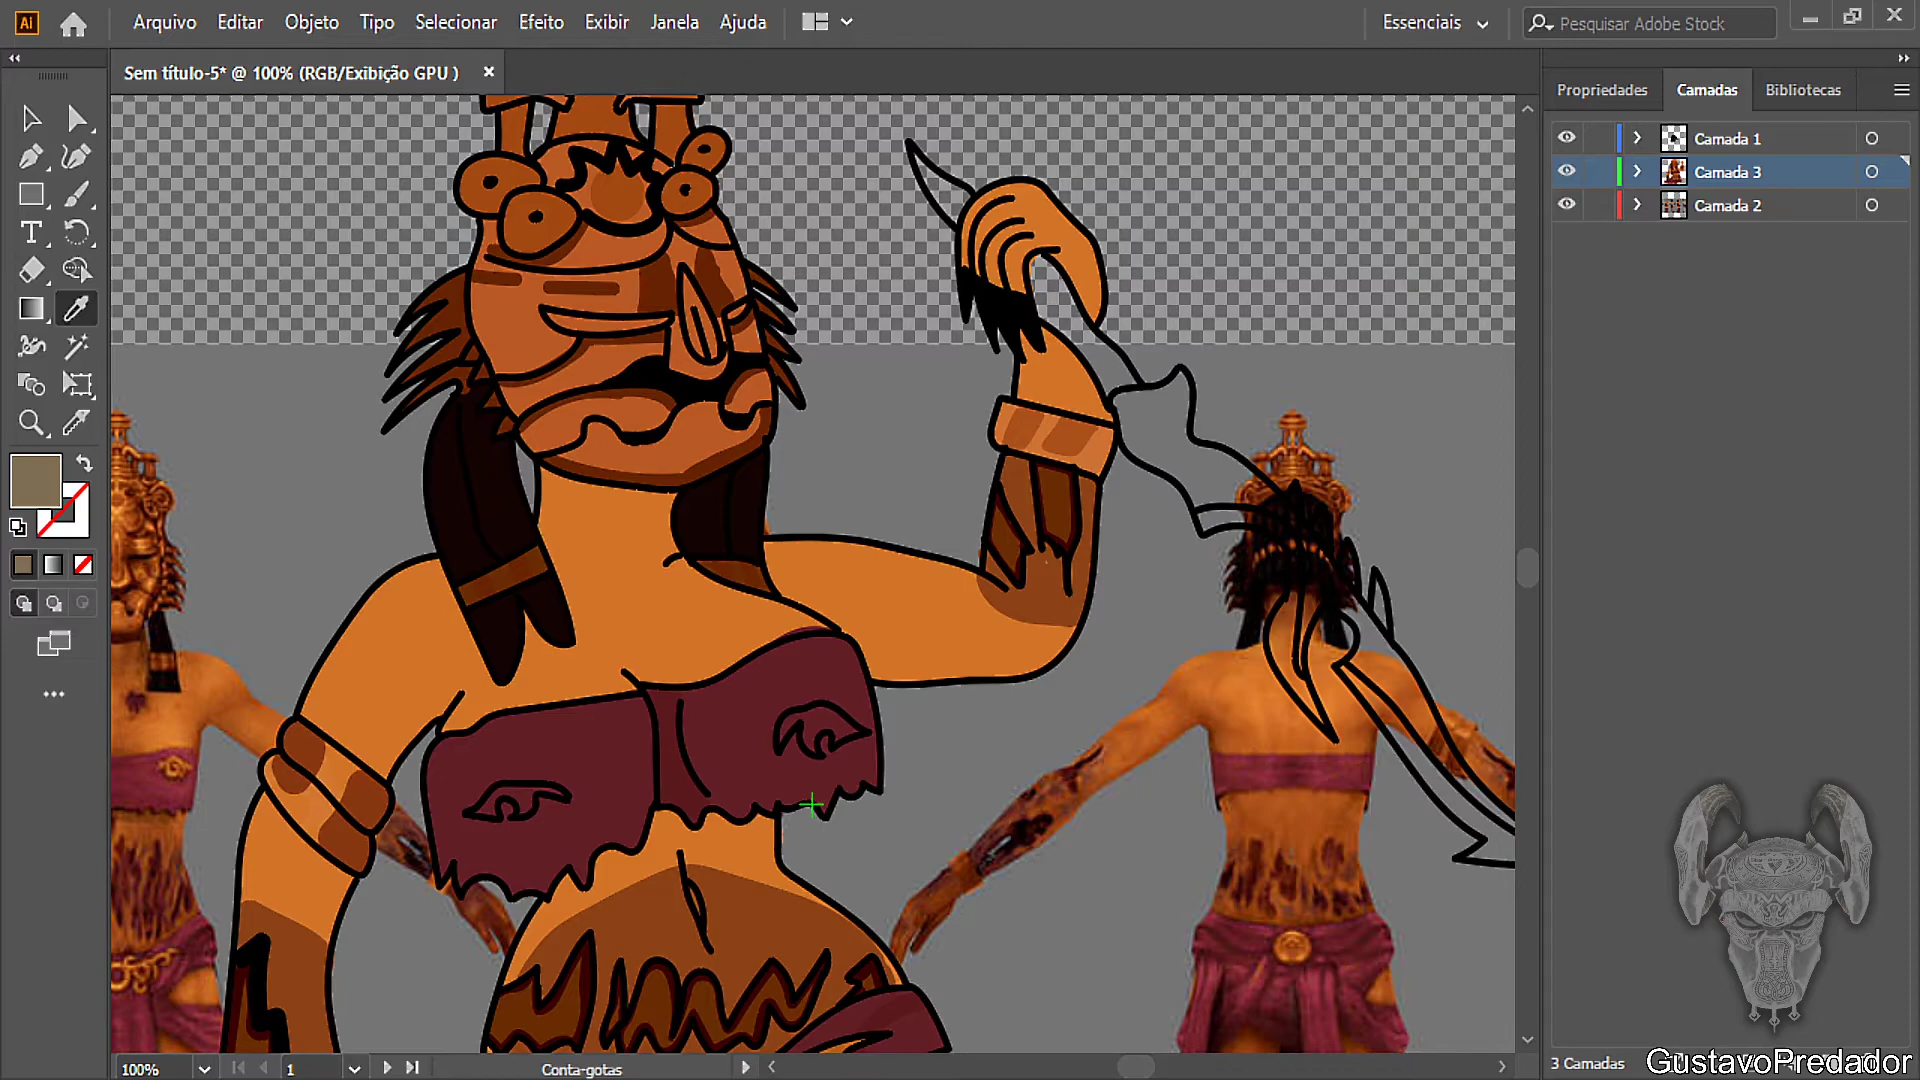 Ai Arquivo Editar Objeto Tipo Selecionar Efeito Exibir Janela Ajuda Essenciais Pesquisar Adobe Stock
Sem título-5* @ 100% (RGB/Exibição GPU )
Propriedades Camadas Bibliotecas
Camada 1
Camada 3
Camada 2
T
100% 1 Conta-gotas 3 Camadas
GustavoPredador